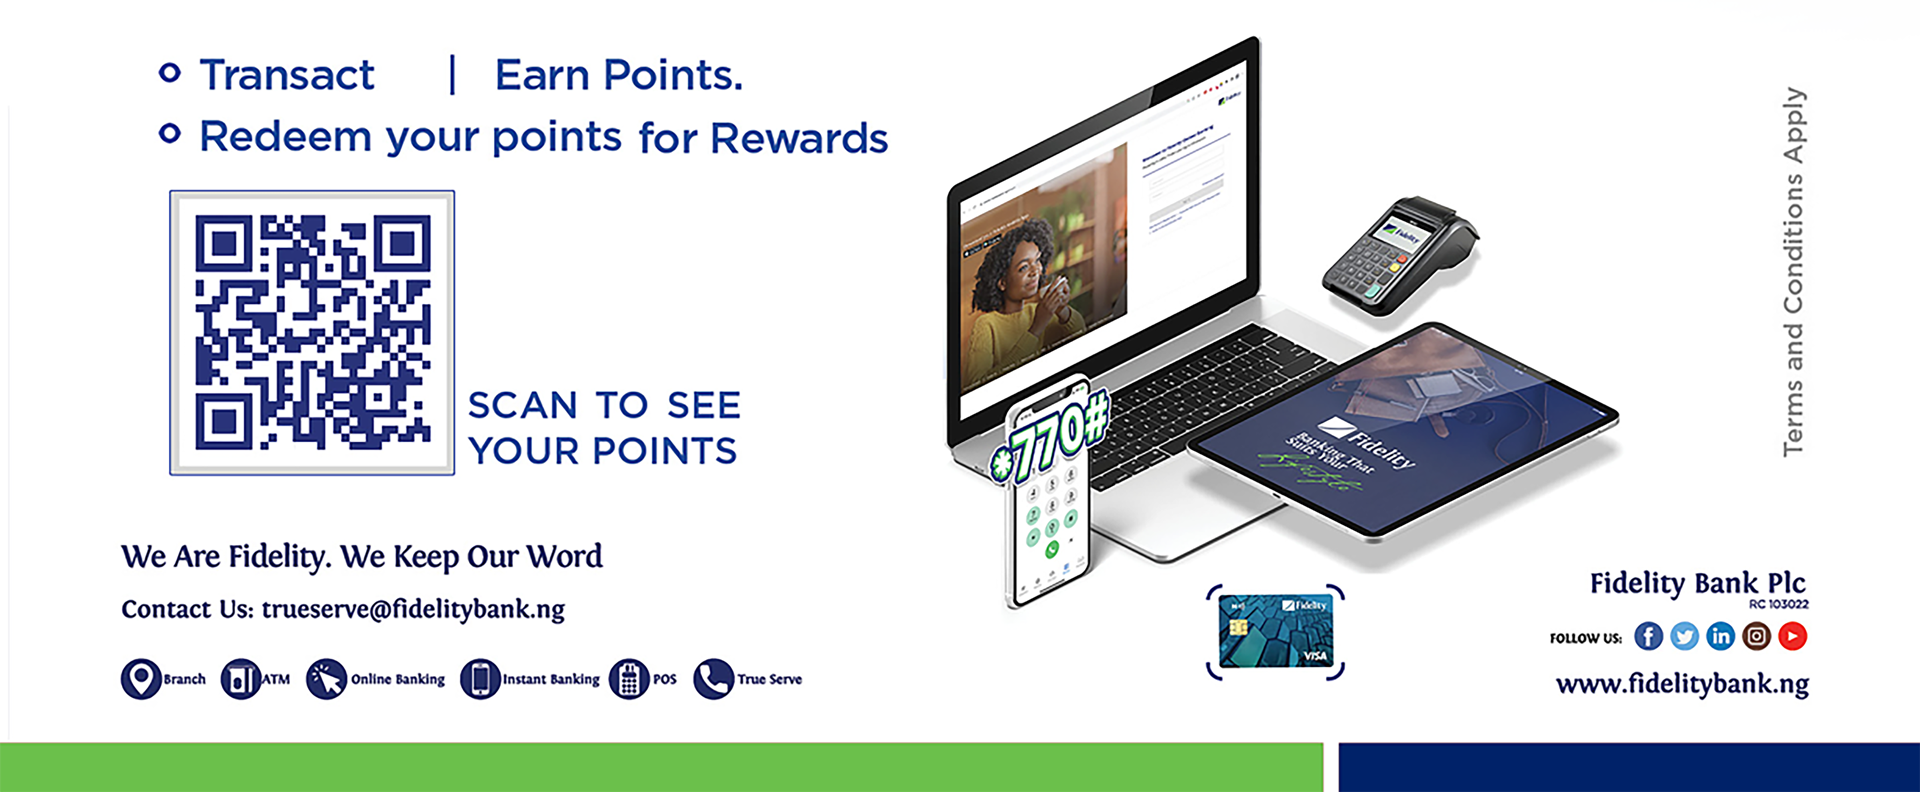 Transact | Earn Points.
Redeem your points for Rewards
SCAN TO SEE
YOUR POINTS
We Are Fidelity. We Keep Our Word
Contact Us: trueserve@fidelitybank.ng
Branch
ATM
Online Banking
Instant Banking
POS
True Serve
*770#
Fidelity
Fidelity
Banking That
Suits Your
Lifestyle
Fidelity
VISA
Terms and Conditions Apply
Fidelity Bank Plc
RC 103022
FOLLOW US:
www.fidelitybank.ng